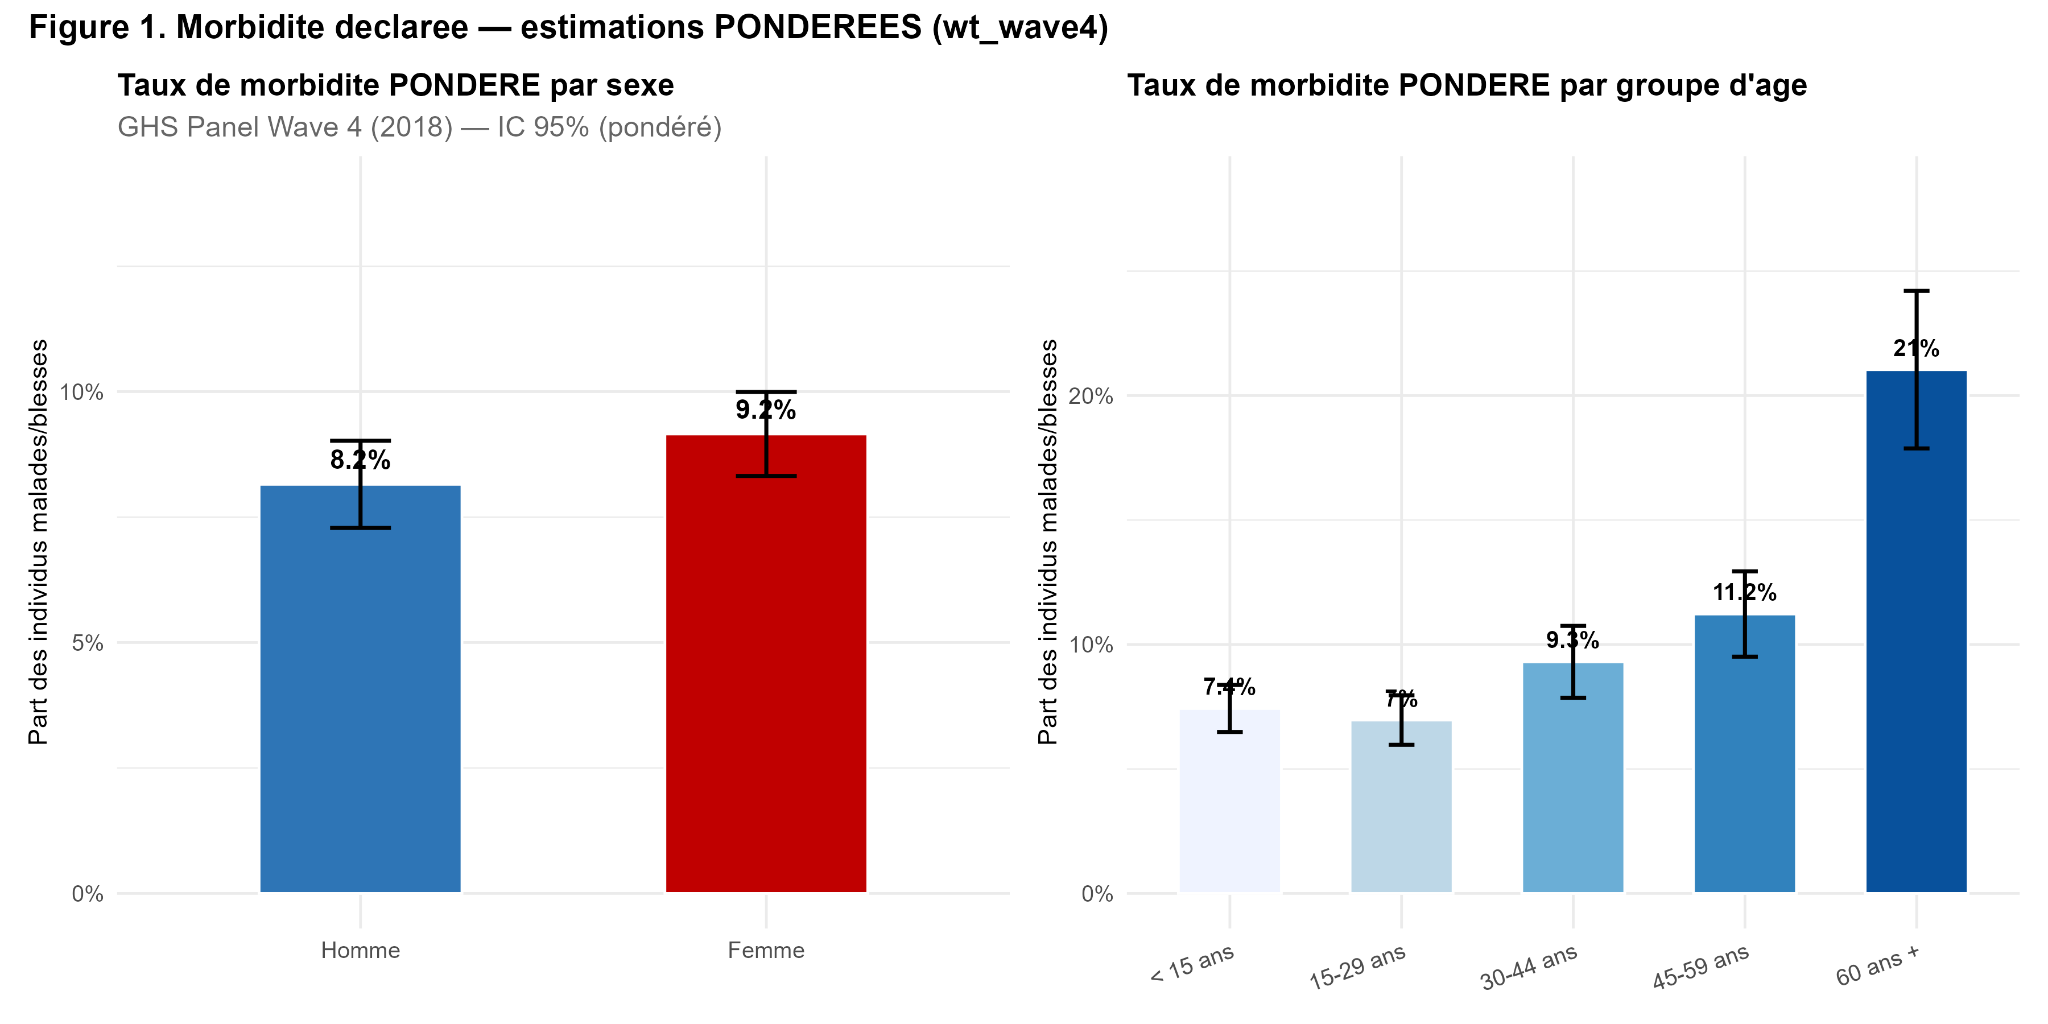 Figure 1. Morbidite declaree — estimations PONDEREES (wt_wave4)
Taux de morbidite PONDERE par sexe
GHS Panel Wave 4 (2018) — IC 95% (pondéré)
Part des individus malades/blesses
10%
5%
0%
8.2%
9.2%
Homme
Femme
Taux de morbidite PONDERE par groupe d'age
Part des individus malades/blesses
20%
10%
0%
7.4%
7%
9.3%
11.2%
21%
< 15 ans
15-29 ans
30-44 ans
45-59 ans
60 ans +